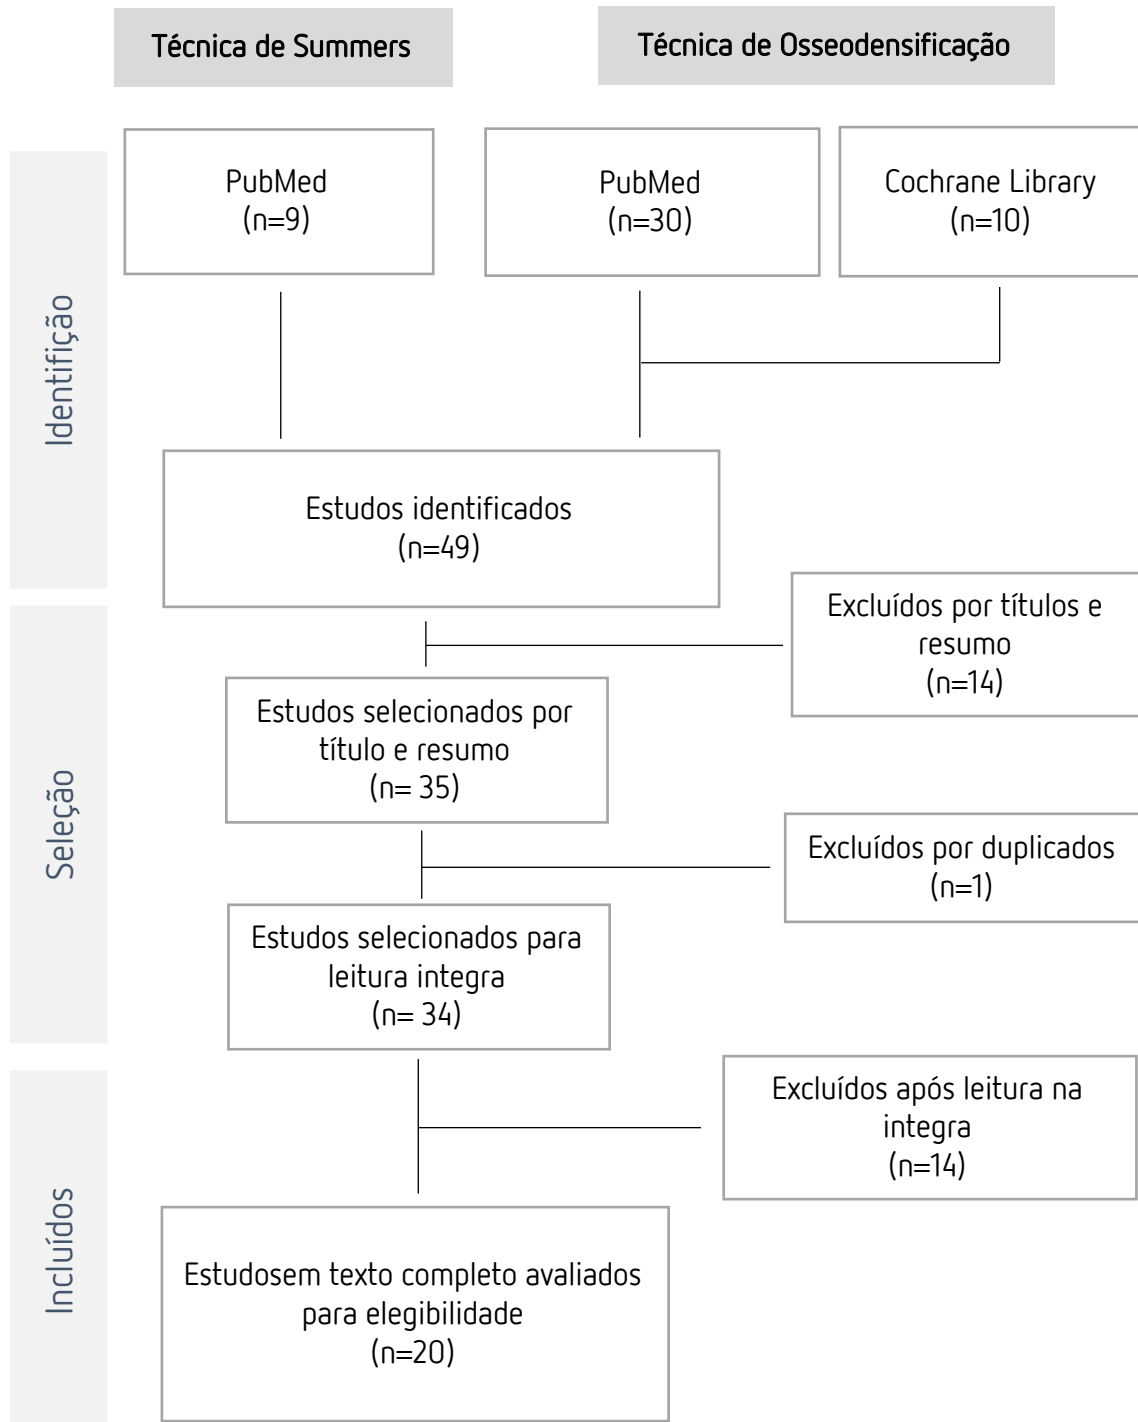 Técnica de Summers
Técnica de Osseodensificação
Identifição
PubMed
(n=9)
PubMed
(n=30)
Cochrane Library
(n=10)
Estudos identificados
(n=49)
Seleção
Excluídos por títulos e
resumo
(n=14)
Estudos selecionados por
título e resumo
(n= 35)
Excluídos por duplicados
(n=1)
Estudos selecionados para
leitura integra
(n= 34)
Incluídos
Excluídos após leitura na
integra
(n=14)
Estudosem texto completo avaliados
para elegibilidade
(n=20)